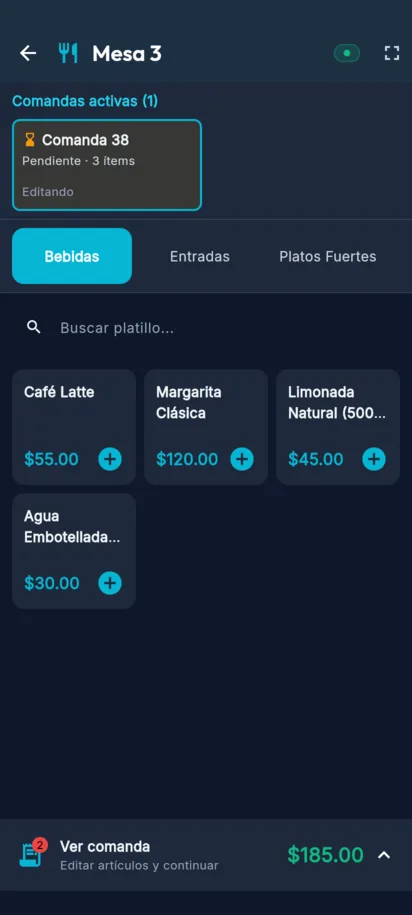 Mesa 3
Comandas activas (1)
Comanda 38
Pendiente · 3 ítems
Editando
Bebidas Entradas Platos Fuertes
Buscar platillo...
Café Latte
$55.00
Margarita
Clásica
$120.00
Limonada
Natural (500...
$45.00
Agua
Embotellada...
$30.00
2
Ver comanda
Editar artículos y continuar
$185.00